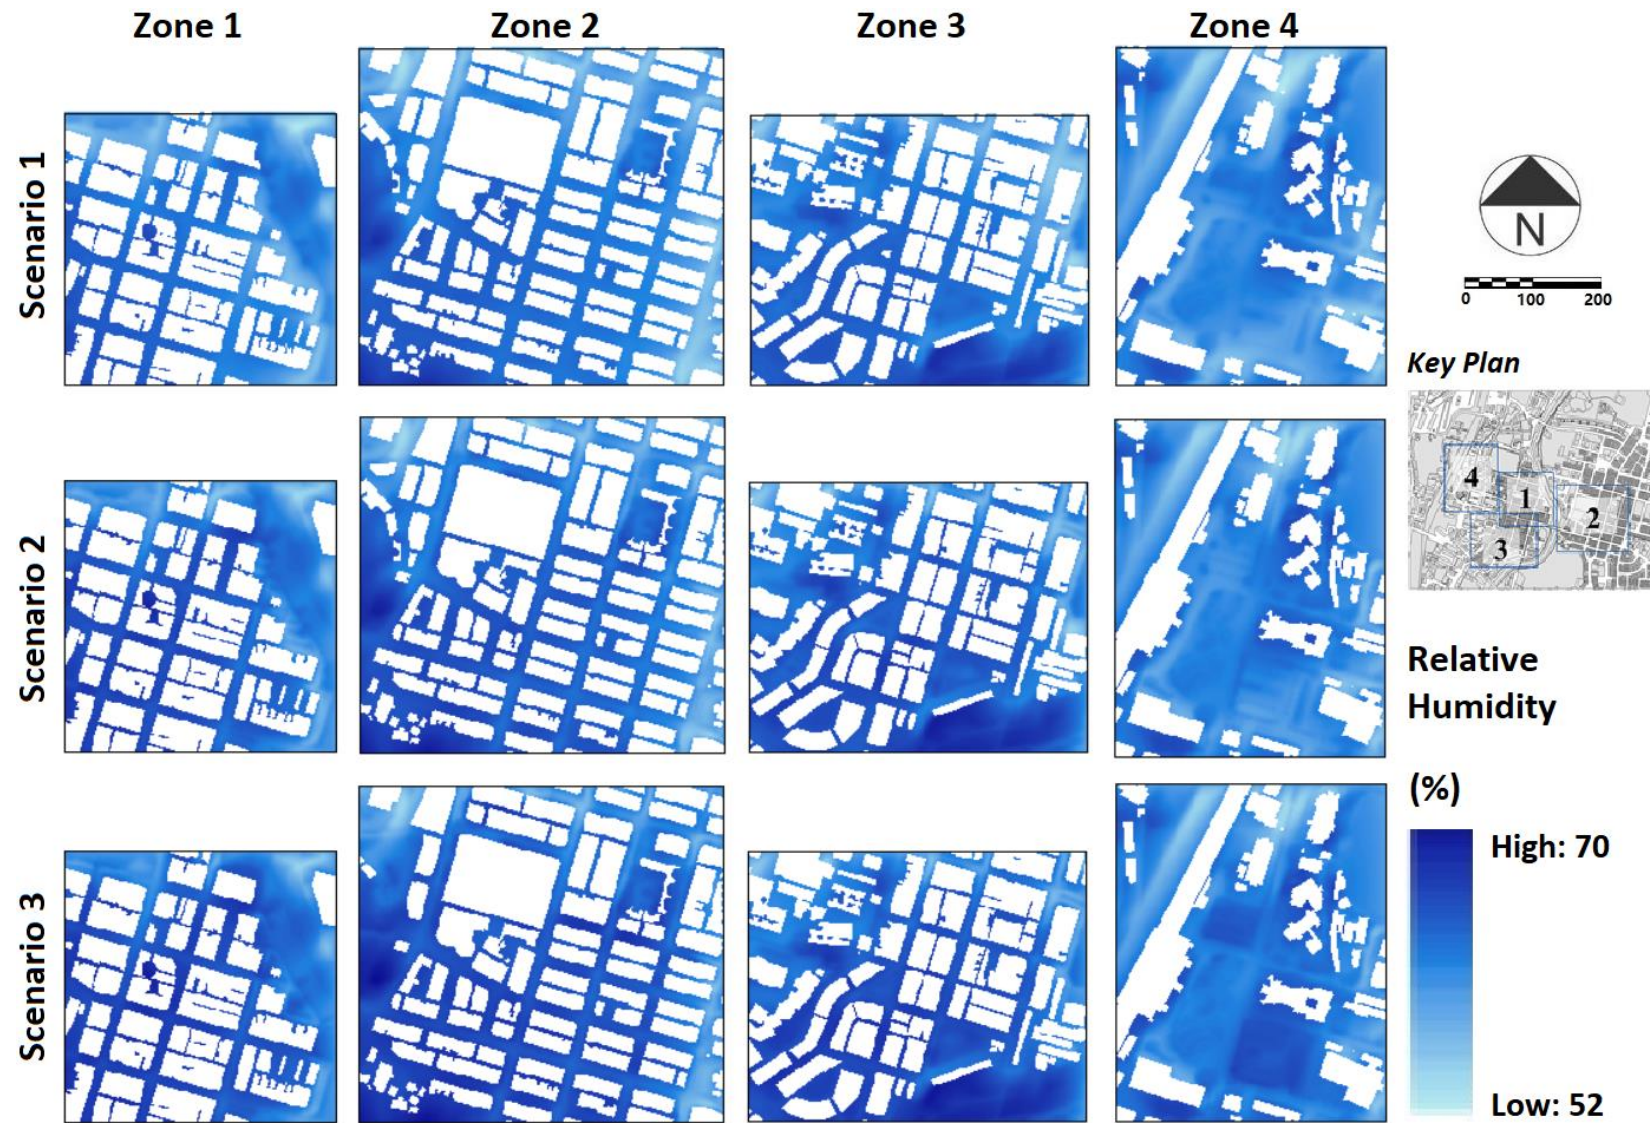 Zone 1
Zone 2
Zone 3
Zone 4
Scenario 1
Scenario 2
Scenario 3
N
0 100 200
Key Plan
4
1
2
3
Relative
Humidity
(%)
High: 70
Low: 52